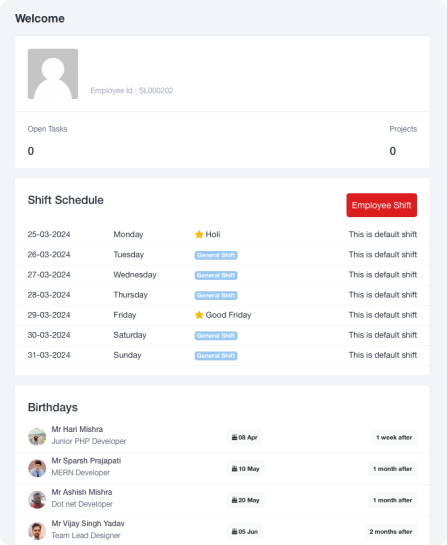 Welcome
Employee Id : SL000202
Open Tasks Projects
0 0
Shift Schedule Employee Shift
25-03-2024 Monday Holi This is default shift
26-03-2024 Tuesday General Shift This is default shift
27-03-2024 Wednesday General Shift This is default shift
28-03-2024 Thursday General Shift This is default shift
29-03-2024 Friday Good Friday This is default shift
30-03-2024 Saturday General Shift This is default shift
31-03-2024 Sunday General Shift This is default shift
Birthdays
Mr Hari Mishra
Junior PHP Developer 08 Apr 1 week after
Mr Sparsh Prajapati
MERN Developer 10 May 1 month after
Mr Ashish Mishra
Dot net Developer 20 May 1 month after
Mr Vijay Singh Yadav
Team Lead Designer 05 Jun 2 months after